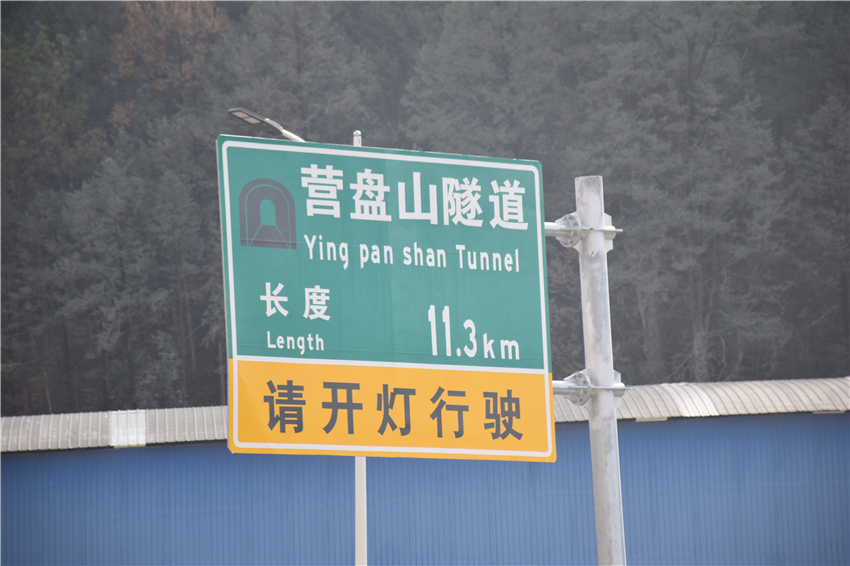 营盘山隧道
Ying pan shan Tunnel
长度 11.3km
Length
请开灯行驶